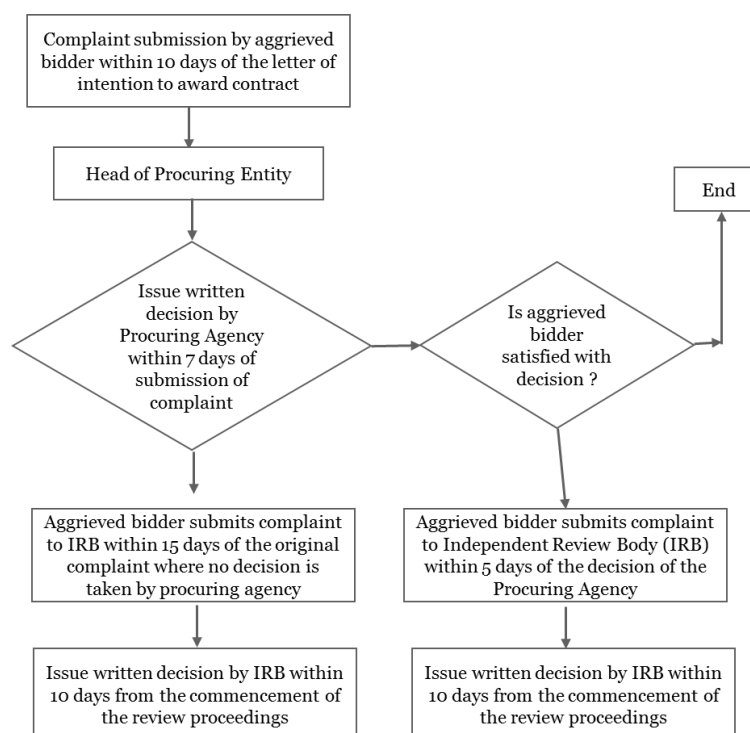 Complaint submission by aggrieved
bidder within 10 days of the letter of
intention to award contract
Head of Procuring Entity
End
Issue written
decision by
Procuring Agency
within 7 days of
submission of
complaint
Is aggrieved
bidder
satisfied with
decision ?
Aggrieved bidder submits complaint
to IRB within 15 days of the original
complaint where no decision is
taken by procuring agency
Aggrieved bidder submits complaint
to Independent Review Body (IRB)
within 5 days of the decision of the
Procuring Agency
Issue written decision by IRB within
10 days from the commencement of
the review proceedings
Issue written decision by IRB within
10 days from the commencement of
the review proceedings